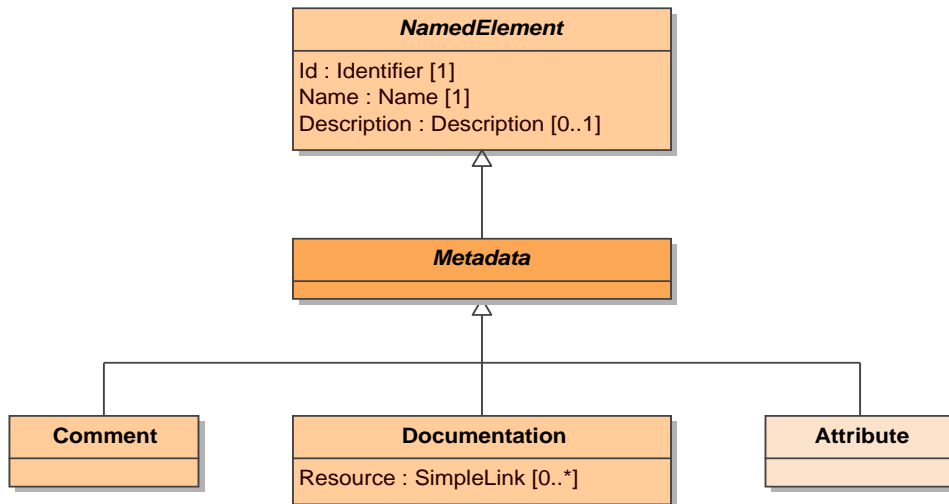 NamedElement
Id : Identifier [1]
Name : Name [1]
Description : Description [0..1]
Metadata
Comment
Documentation
Attribute
Resource : SimpleLink [0..*]